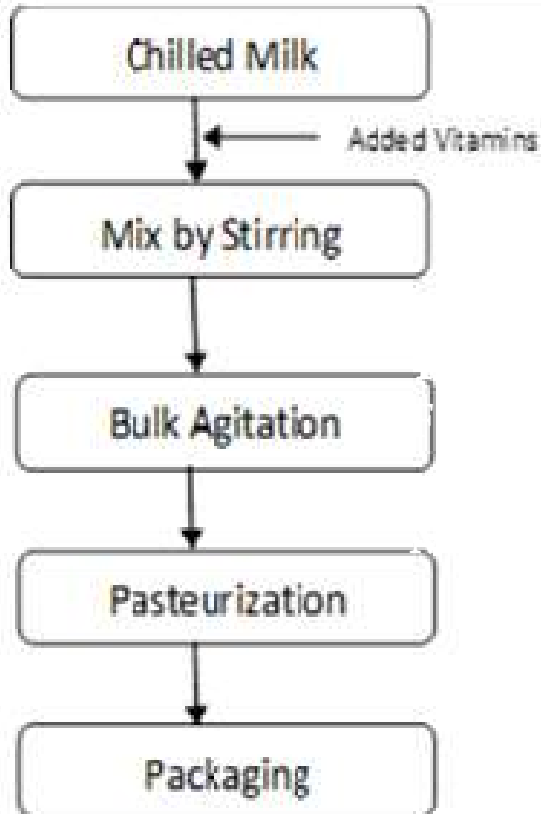 Chilled Milk
Added Vitamins
Mix by Stirring
Bulk Agitation
Pasteurization
Packaging